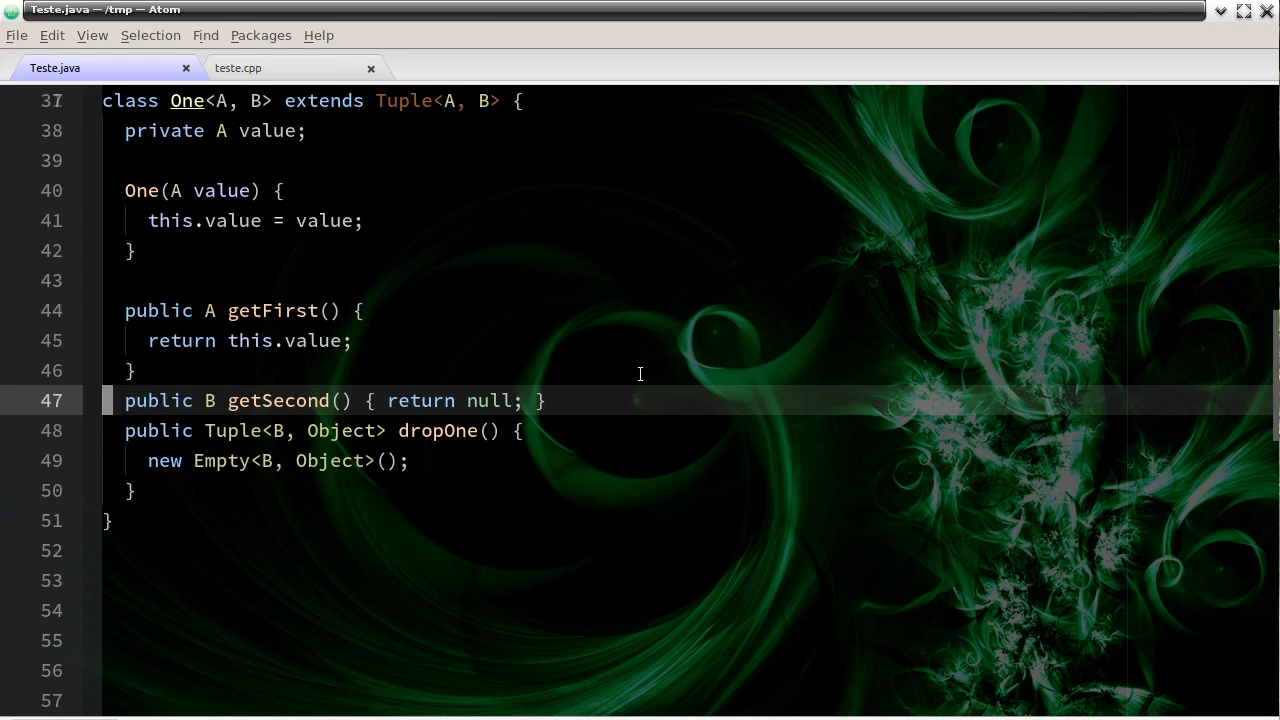 Teste.java — /tmp — Atom
File Edit View Selection Find Packages Help
Teste.java teste.cpp
37 class One<A, B> extends Tuple<A, B> {
38 private A value;
39
40 One(A value) {
41 this.value = value;
42 }
43
44 public A getFirst() {
45 return this.value;
46 }
47 public B getSecond() { return null; }
48 public Tuple<B, Object> dropOne() {
49 new Empty<B, Object>();
50 }
51 }
52
53
54
55
56
57